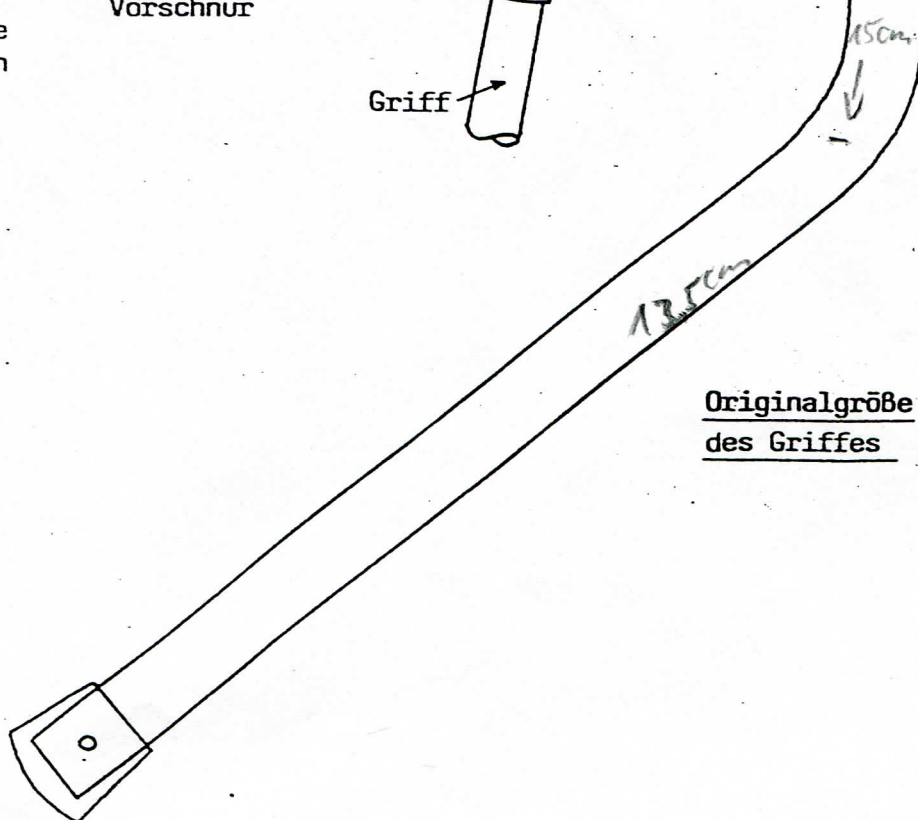 Vorschnur
e
n
15cm
Griff
13,5cm
Originalgröße
des Griffes